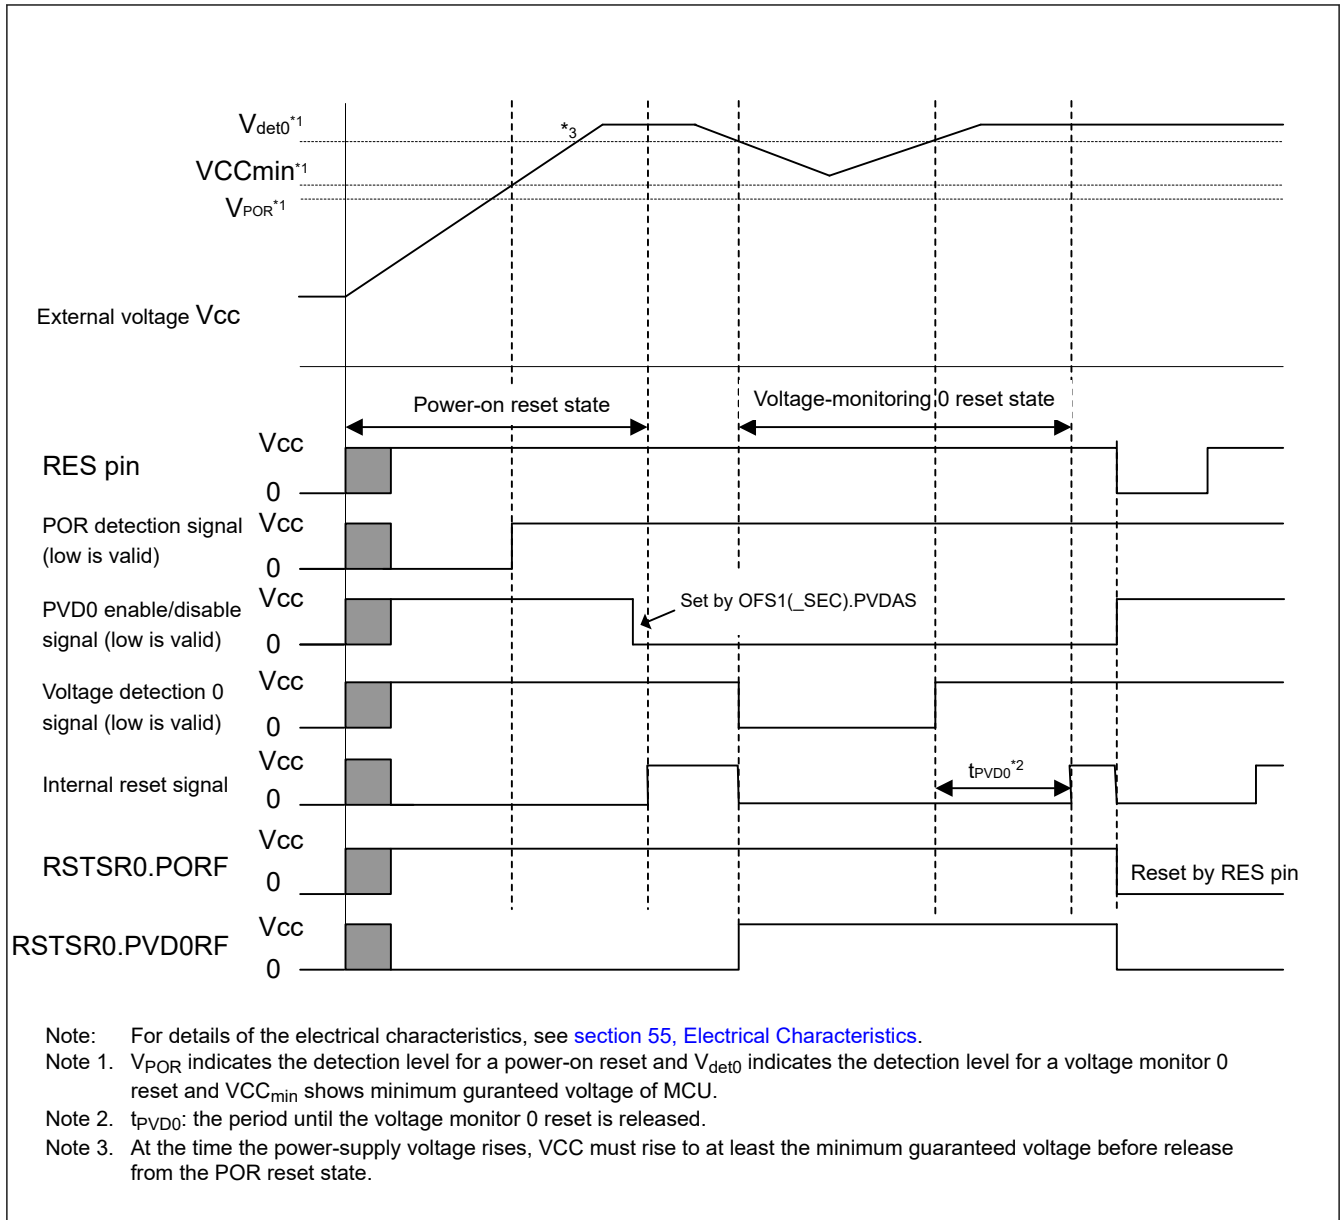 Vdet0*1
*3
VCCmin*1
VPOR*1
External voltage Vcc
Power-on reset state
Voltage-monitoring 0 reset state
RES pin
Vcc
0
POR detection signal
(low is valid)
Vcc
0
PVD0 enable/disable
signal (low is valid)
Vcc
0
Set by OFS1(_SEC).PVDAS
Voltage detection 0
signal (low is valid)
Vcc
0
Internal reset signal
Vcc
0
tPVD0*2
RSTSR0.PORF
Vcc
0
Reset by RES pin
RSTSR0.PVD0RF
Vcc
0
Note: For details of the electrical characteristics, see section 55, Electrical Characteristics.
Note 1. VPOR indicates the detection level for a power-on reset and Vdet0 indicates the detection level for a voltage monitor 0
reset and VCCmin shows minimum guranteed voltage of MCU.
Note 2. tPVD0: the period until the voltage monitor 0 reset is released.
Note 3. At the time the power-supply voltage rises, VCC must rise to at least the minimum guaranteed voltage before release
from the POR reset state.